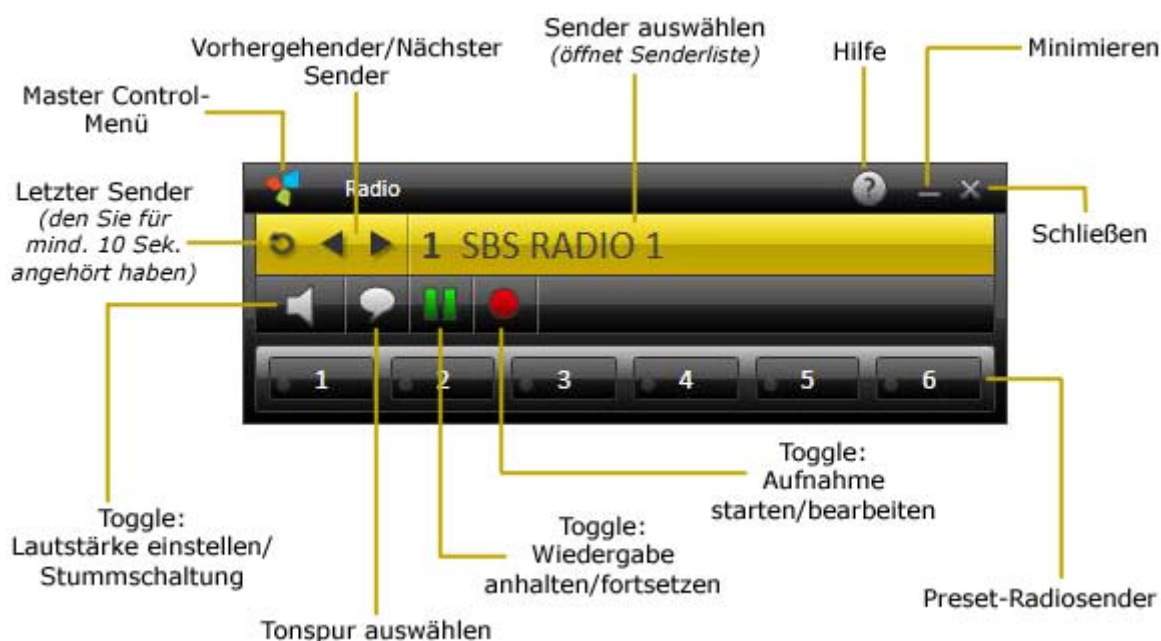 Vorhergehender/Nächster
Sender
Sender auswählen
(öffnet Senderliste)
Hilfe
Minimieren
Master Control-
Menü
Letzter Sender
(den Sie für
mind. 10 Sek.
angehört haben)
Radio
?
Schließen
1 SBS RADIO 1
1 2 3 4 5 6
Toggle:
Lautstärke einstellen/
Stummschaltung
Tonspur auswählen
Toggle:
Wiedergabe
anhalten/fortsetzen
Toggle:
Aufnahme
starten/bearbeiten
Preset-Radiosender